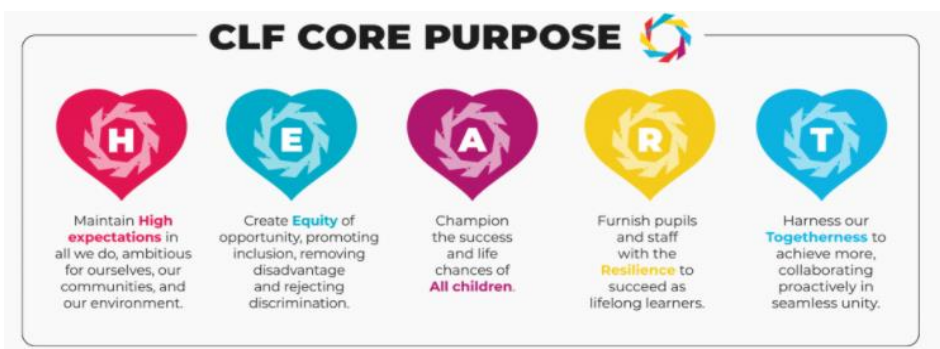 CLF CORE PURPOSE
H
E
A
R
T
Maintain High
expectations in
all we do, ambitious
for ourselves, our
communities, and
our environment.
Create Equity of
opportunity, promoting
inclusion, removing
disadvantage
and rejecting
discrimination.
Champion
the success
and life
chances of
All children.
Furnish pupils
and staff
with the
Resilience to
succeed as
lifelong learners.
Harness our
Togetherness to
achieve more,
collaborating
proactively in
seamless unity.